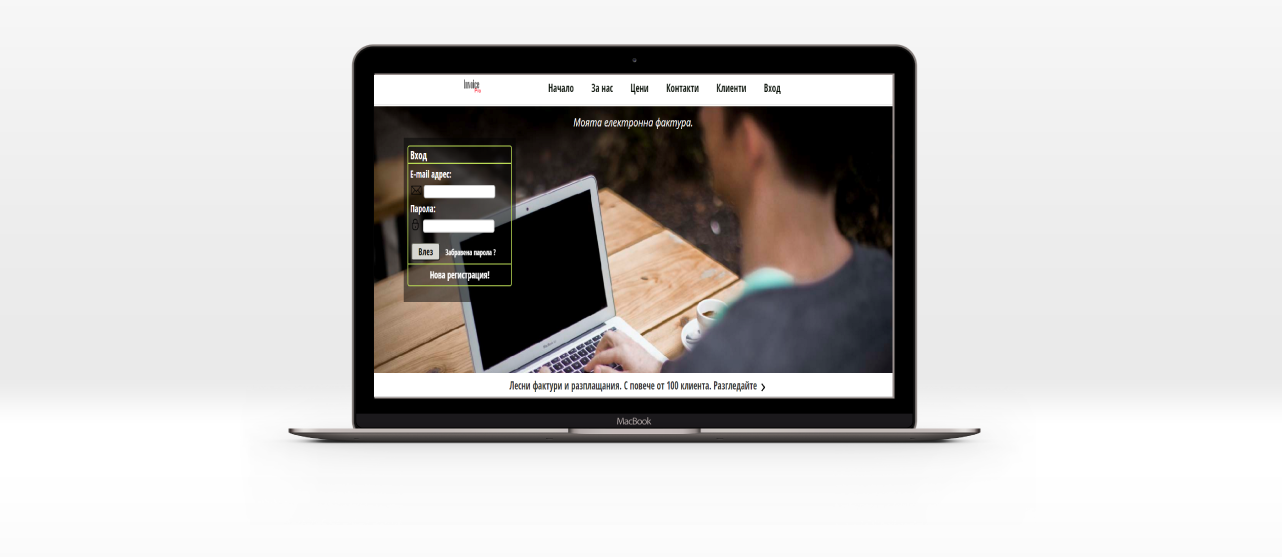 Invoice
Начало За нас Цени Контакти Клиенти Вход
Моята електронна фактура.
Вход
E-mail адрес:
Парола:
Влез Забравена парола ?
Нова регистрация!
Лесни фактури и разплащания. С повече от 100 клиента. Разгледайте >
MacBook